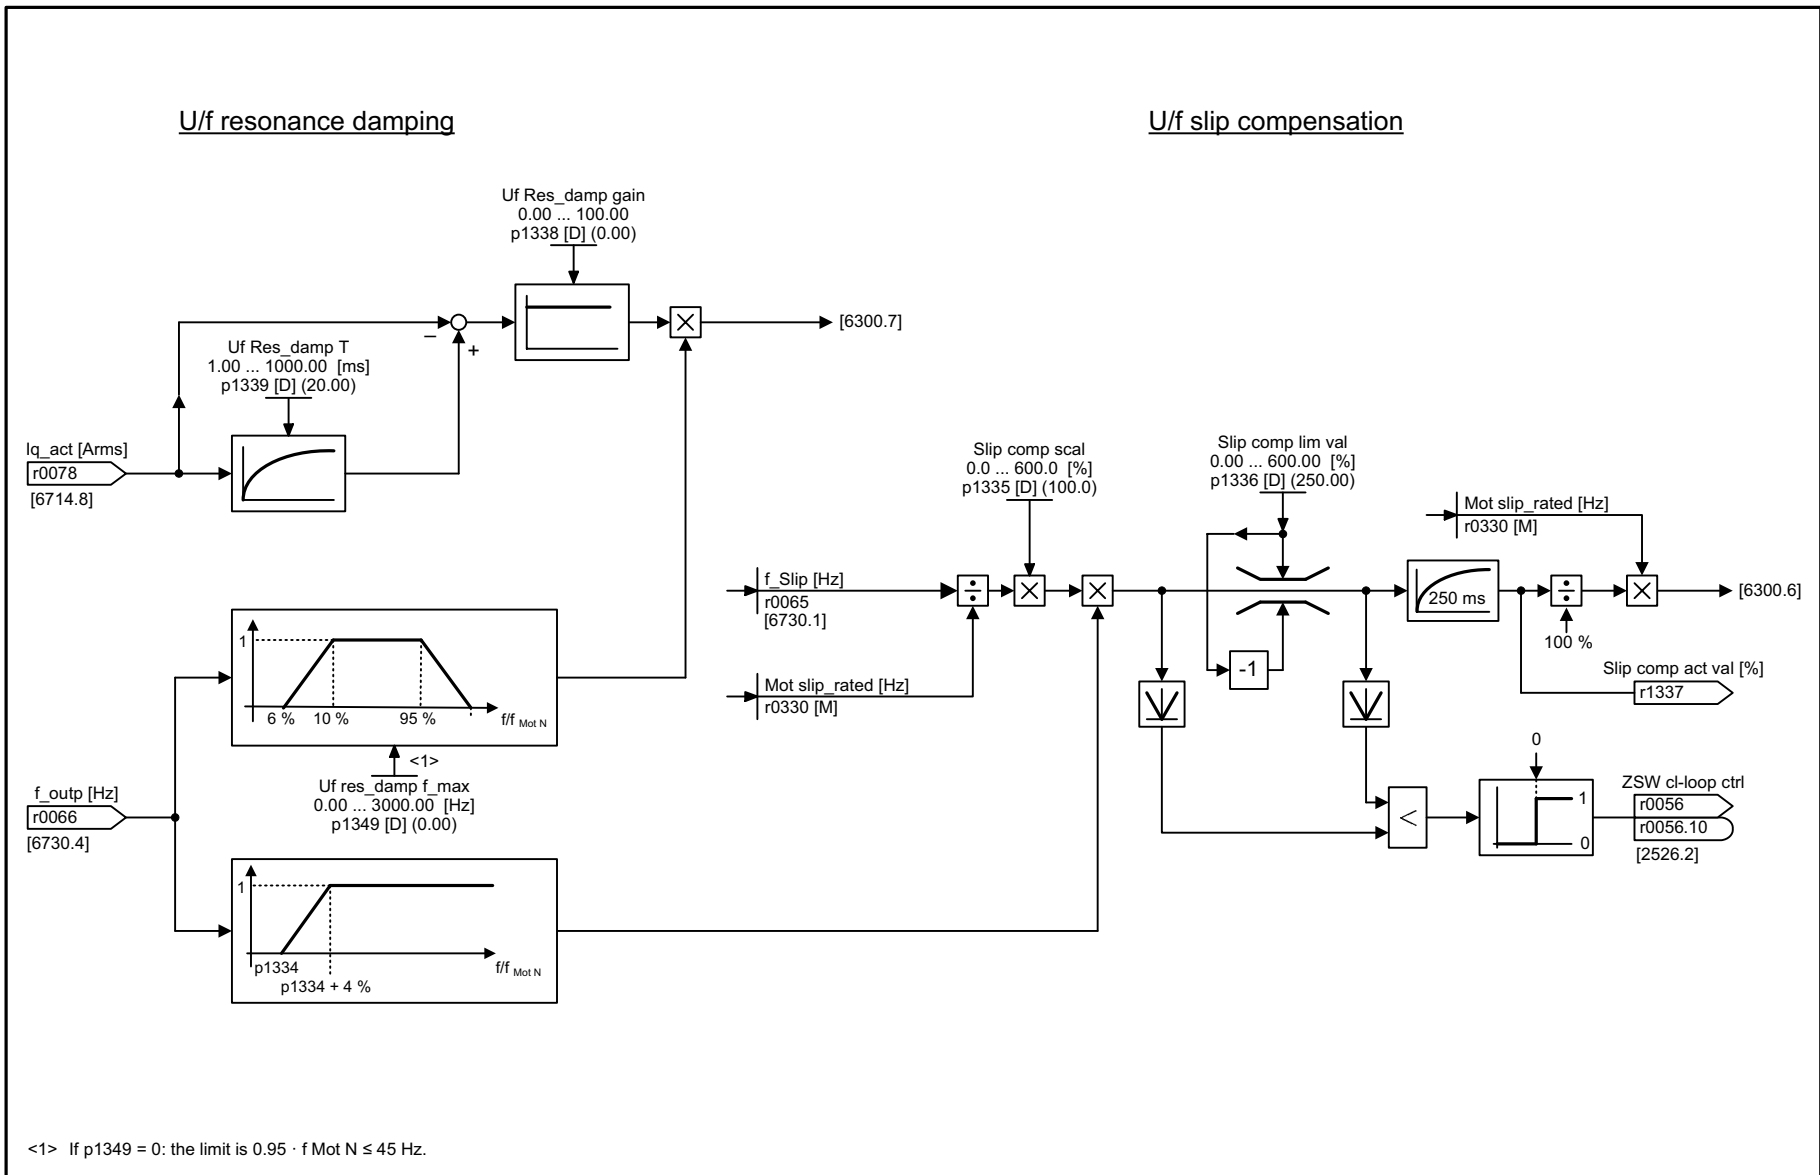 U/f resonance damping
U/f slip compensation
Uf Res_damp gain
0.00 ... 100.00
p1338 [D] (0.00)
[6300.7]
–
+
Uf Res_damp T
1.00 ... 1000.00 [ms]
p1339 [D] (20.00)
Iq_act [Arms]
r0078
[6714.8]
Slip comp scal
0.0 ... 600.0 [%]
p1335 [D] (100.0)
Slip comp lim val
0.00 ... 600.00 [%]
p1336 [D] (250.00)
Mot slip_rated [Hz]
r0330 [M]
f_Slip [Hz]
r0065
[6730.1]
÷
×
×
250 ms
÷
×
[6300.6]
100 %
-1
Slip comp act val [%]
r1337
Mot slip_rated [Hz]
r0330 [M]
1
6 %
10 %
95 %
f/f Mot N
<1>
Uf res_damp f_max
0.00 ... 3000.00 [Hz]
p1349 [D] (0.00)
f_outp [Hz]
r0066
[6730.4]
0
<
1
0
ZSW cl-loop ctrl
r0056
r0056.10
[2526.2]
1
p1334
p1334 + 4 %
f/f Mot N
<1> If p1349 = 0: the limit is 0.95 · f Mot N ≤ 45 Hz.